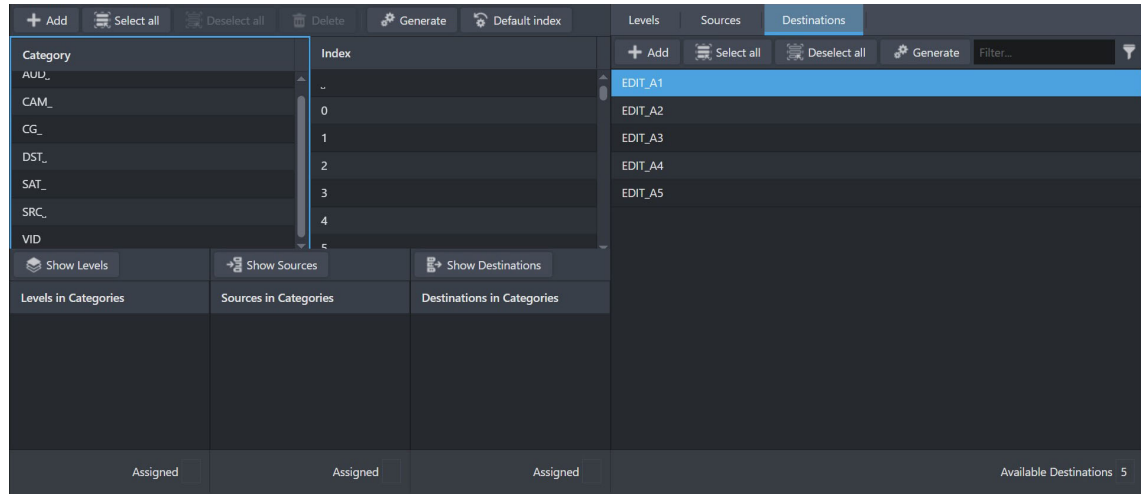 Add Select all Deselect all Delete Generate Default index
Category
AUD_
CAM_
CG_
DST_
SAT_
SRC_
VID
Index
_
0
1
2
3
4
5
Show Levels Show Sources Show Destinations
Levels in Categories Sources in Categories Destinations in Categories
Assigned Assigned Assigned
Levels Sources Destinations
Add Select all Deselect all Generate Filter...
EDIT_A1
EDIT_A2
EDIT_A3
EDIT_A4
EDIT_A5
Available Destinations 5